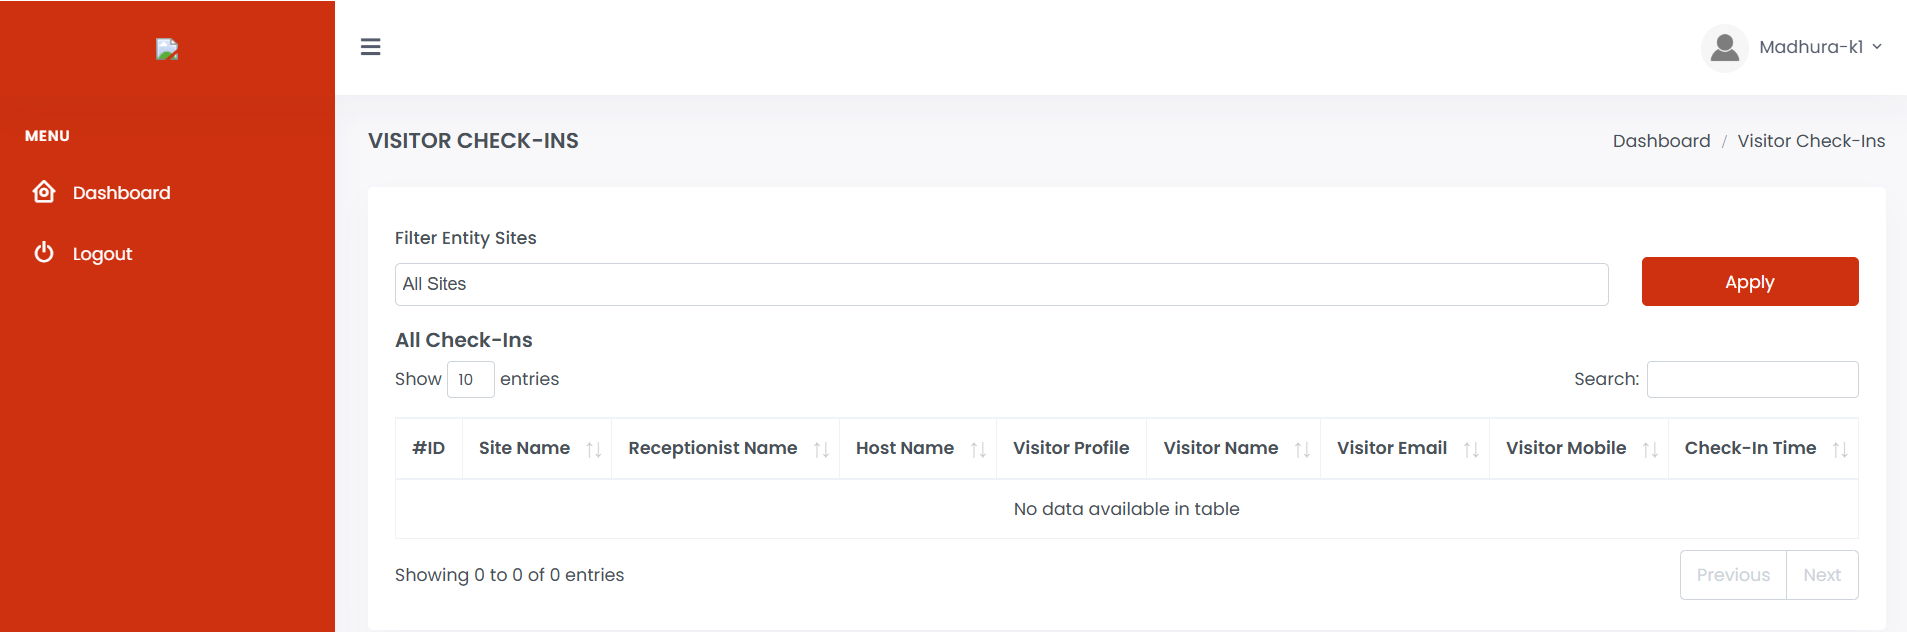 Madhura-k1
MENU
Dashboard
Logout
VISITOR CHECK-INS
Dashboard / Visitor Check-Ins
Filter Entity Sites
All Sites
Apply
All Check-Ins
Show 10 entries
Search:
#ID Site Name Receptionist Name Host Name Visitor Profile Visitor Name Visitor Email Visitor Mobile Check-In Time
No data available in table
Showing 0 to 0 of 0 entries
Previous Next